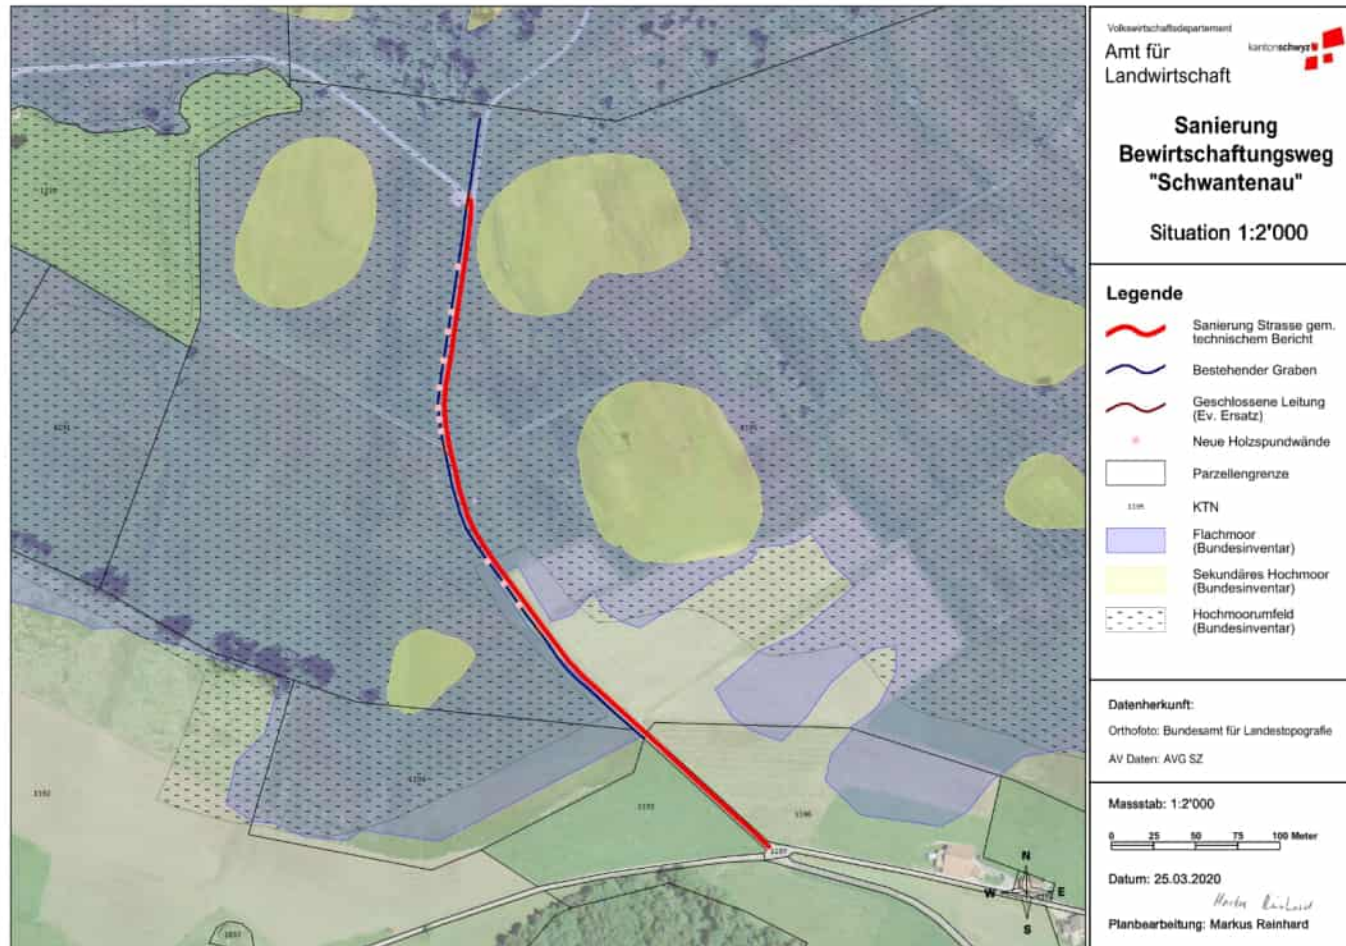 Volkswirtschaftsdepartement
Amt für
Landwirtschaft
kantonschwyz
Sanierung
Bewirtschaftungsweg
"Schwantenau"
Situation 1:2'000
Legende
Sanierung Strasse gem.
technischem Bericht
Bestehender Graben
Geschlossene Leitung
(Ev. Ersatz)
Neue Holzspundwände
Parzellengrenze
KTN
Flachmoor
(Bundesinventar)
Sekundäres Hochmoor
(Bundesinventar)
Hochmoorumfeld
(Bundesinventar)
Datenherkunft:
Orthofoto: Bundesamt für Landestopografie
AV Daten: AVG SZ
Massstab: 1:2'000
0 25 50 75 100 Meter
N
W E
S
Datum: 25.03.2020
Markus Reinhard
Planbearbeitung: Markus Reinhard